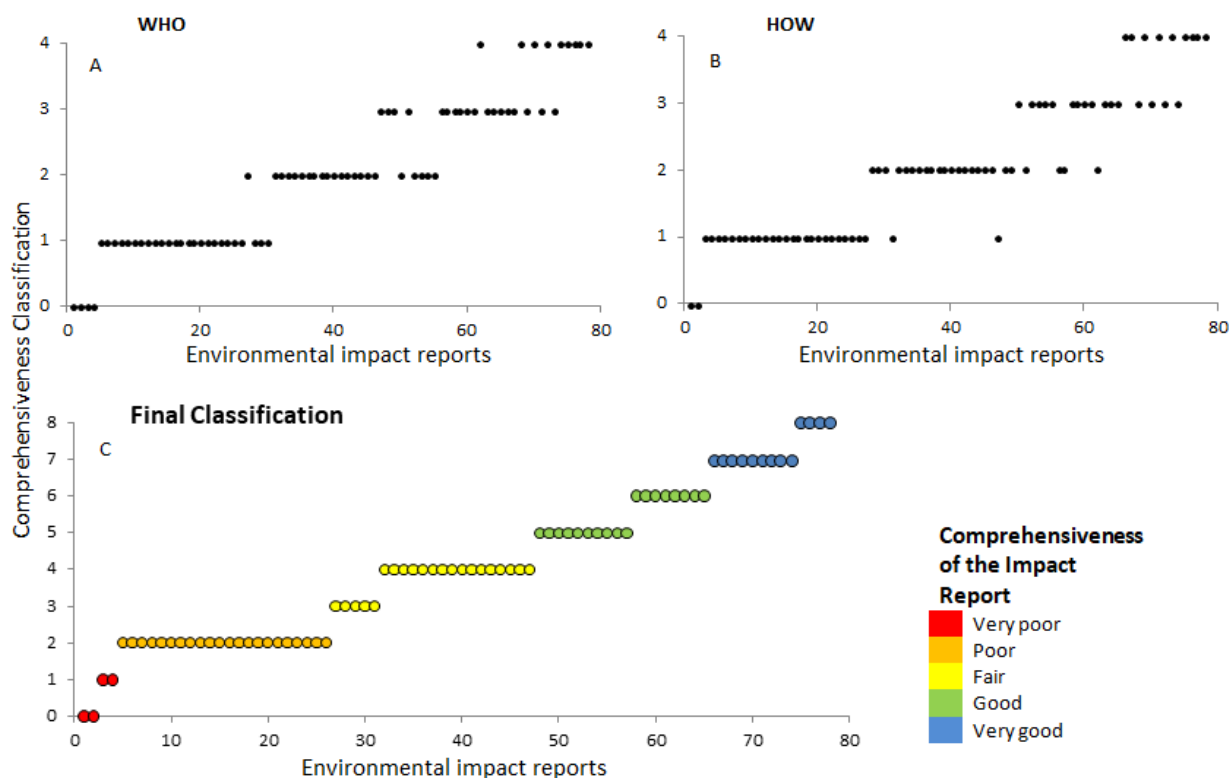 WHO
A
4
3
2
1
0
0 20 40 60 80
Environmental impact reports
HOW
B
4
3
2
1
0
0 20 40 60 80
Environmental impact reports
Comprehensiveness Classification
Final Classification
C
8
7
6
5
4
3
2
1
0
0 10 20 30 40 50 60 70 80
Environmental impact reports
Comprehensiveness
of the Impact
Report
Very poor
Poor
Fair
Good
Very good